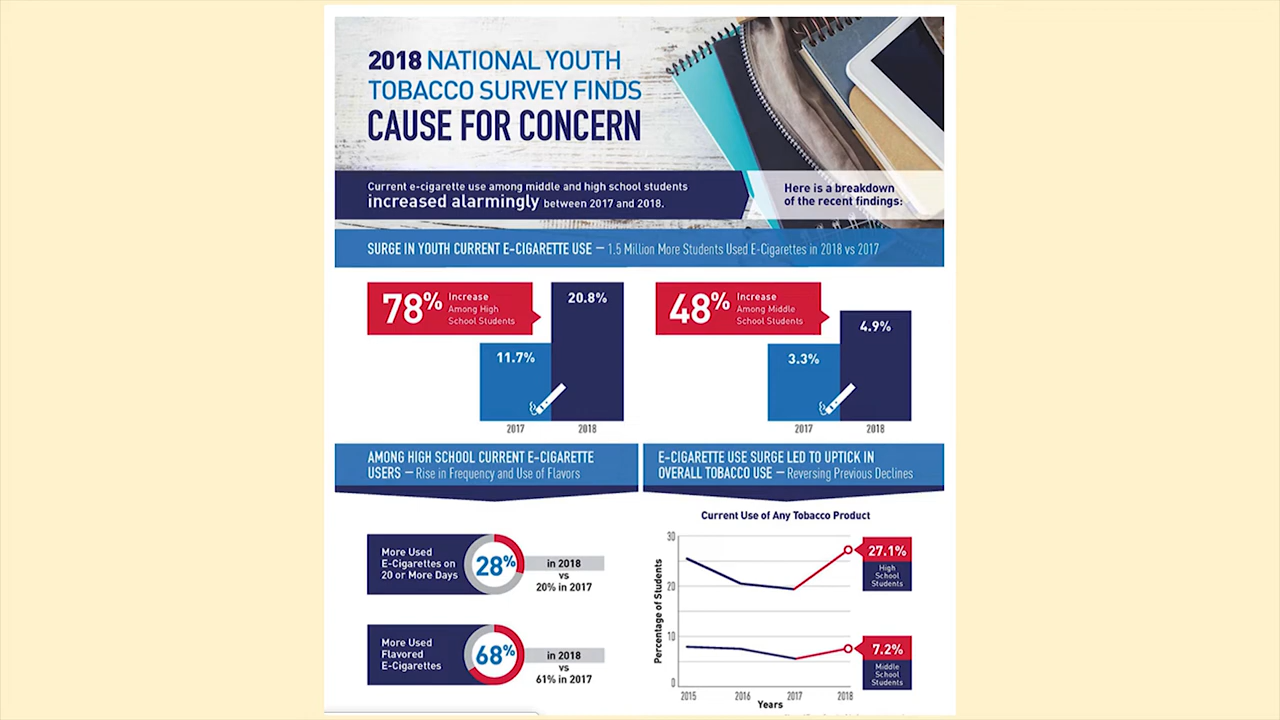 2018 NATIONAL YOUTH
TOBACCO SURVEY FINDS
CAUSE FOR CONCERN
Current e-cigarette use among middle and high school students
increased alarmingly between 2017 and 2018.
Here is a breakdown
of the recent findings:
SURGE IN YOUTH CURRENT E-CIGARETTE USE — 1.5 Million More Students Used E-Cigarettes in 2018 vs 2017
78% Increase
Among High
School Students
11.7%
20.8%
2017
2018
48% Increase
Among Middle
School Students
3.3%
4.9%
2017
2018
AMONG HIGH SCHOOL CURRENT E-CIGARETTE
USERS — Rise in Frequency and Use of Flavors
More Used
E-Cigarettes on
20 or More Days
28%
in 2018
vs
20% in 2017
More Used
Flavored
E-Cigarettes
68%
in 2018
vs
61% in 2017
E-CIGARETTE USE SURGE LED TO UPTICK IN
OVERALL TOBACCO USE — Reversing Previous Declines
Current Use of Any Tobacco Product
Percentage of Students
30
20
10
0
27.1%
High
School
Students
7.2%
Middle
School
Students
2015
2016
2017
2018
Years